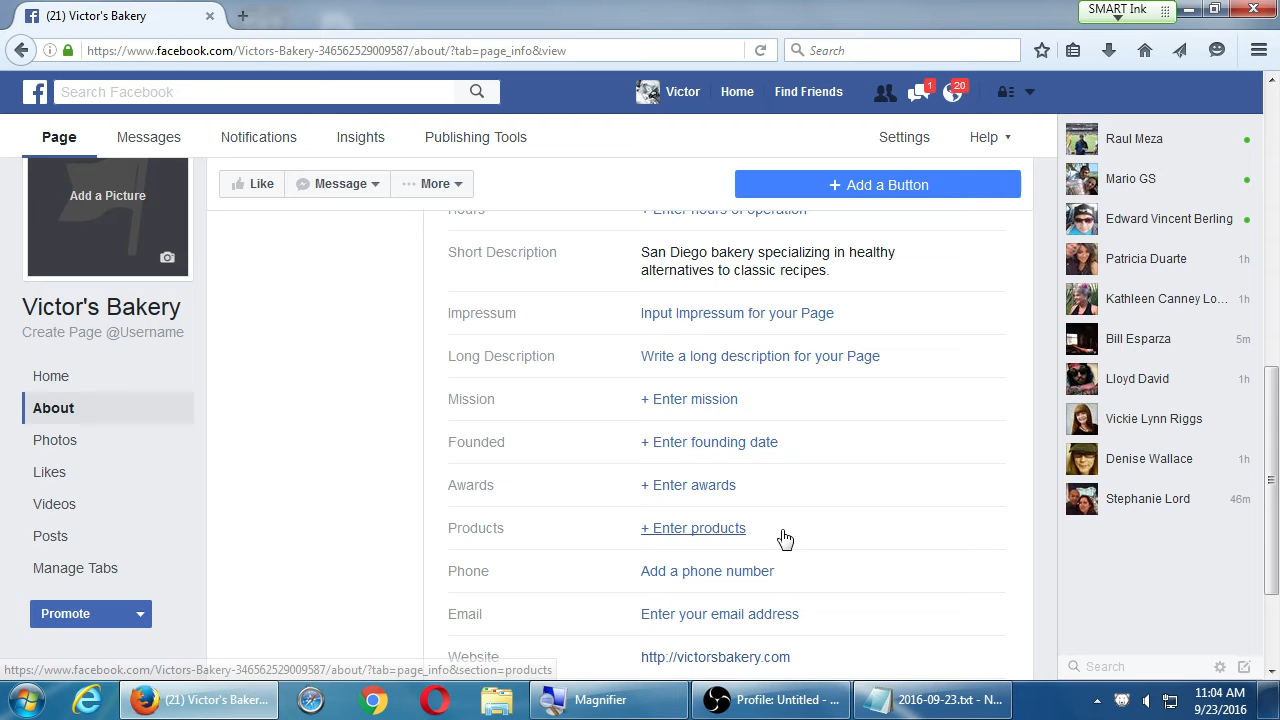 (21) Victor's Bakery
SMART Ink
https://www.facebook.com/Victors-Bakery-346562529009587/about/?tab=page_info&view
Search
Search Facebook
Victor
Home
Find Friends
1
20
Page
Messages
Notifications
Insights
Publishing Tools
Settings
Help
Add a Picture
Like
Message
More
+ Add a Button
Victor's Bakery
Create Page @Username
Home
About
Photos
Likes
Videos
Posts
Manage Tabs
Promote
Hours
+ Enter hours of operation
Short Description
San Diego bakery specializing in healthy
alternatives to classic recipes.
Impressum
Input Impressum for your Page
Long Description
Write a long description for your Page
Mission
+ Enter mission
Founded
+ Enter founding date
Awards
+ Enter awards
Products
+ Enter products
Phone
Add a phone number
Email
Enter your email address
Website
http://victorsbakery.com
Raul Meza
Mario GS
Edward Vincent Berling
Patricia Duarte 1h
Kathleen Canney Lo... 1h
Bill Esparza 5m
Lloyd David 1h
Vicke Lynn Riggs
Denise Wallace 1h
Stephanie Lord 46m
Search
https://www.facebook.com/Victors-Bakery-346562529009587/about/?tab=page_info&section=products
(21) Victor's Baker...
Magnifier
Profile: Untitled - ...
2016-09-23.txt - N...
11:04 AM
9/23/2016